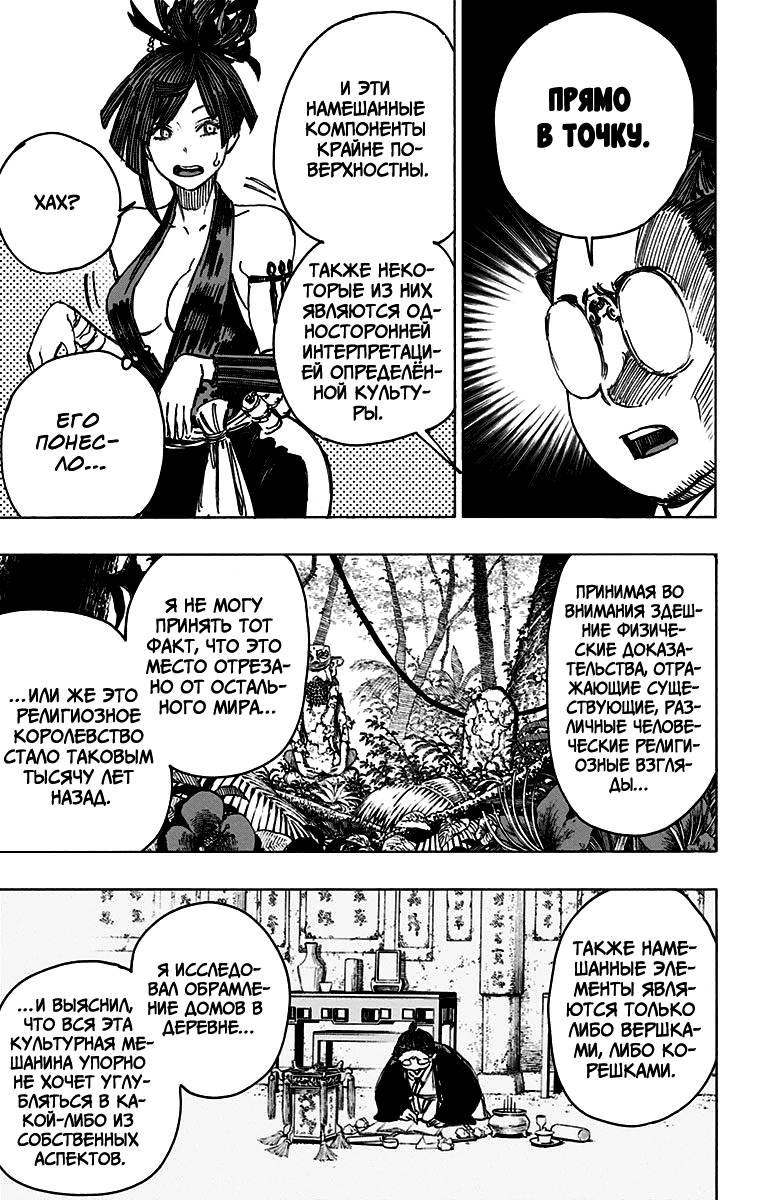 ПРЯМО
В ТОЧКУ.
И ЭТИ
НАМЕШАННЫЕ
КОМПОНЕНТЫ
КРАЙНЕ ПО-
ВЕРХНОСТНЫ.
ТАКЖЕ НЕКО-
ТОРЫЕ ИЗ НИХ
ЯВЛЯЮТСЯ ОД-
НОСТОРОННЕЙ
ИНТЕРПРЕТАЦИ-
ЕЙ ОПРЕДЕЛЁН-
НОЙ КУЛЬТУ-
РЫ.
ХАХ?
ЕГО
ПОНЕС-
ЛО...
ПРИНИМАЯ ВО
ВНИМАНИЯ ЗДЕШ-
НИЕ ФИЗИЧЕ-
СКИЕ ДОКАЗА-
ТЕЛЬСТВА, ОТРА-
ЖАЮЩИЕ СУЩЕ-
СТВУЮЩИЕ, РАЗ-
ЛИЧНЫЕ ЧЕЛОВЕ-
ЧЕСКИЕ РЕЛИГИ-
ОЗНЫЕ ВЗГЛЯ-
ДЫ...
Я НЕ МОГУ
ПРИНЯТЬ ТОТ
ФАКТ, ЧТО ЭТО
МЕСТО ОТРЕЗА-
НО ОТ ОСТАЛЬ-
НОГО МИРА...
...ИЛИ ЖЕ ЭТО
РЕЛИГИОЗНОЕ
КОРОЛЕВСТВО
СТАЛО ТАКОВЫМ
ТЫСЯЧУ ЛЕТ
НАЗАД.
ТАКЖЕ НАМЕ-
ШАННЫЕ ЭЛЕ-
МЕНТЫ ЯВЛЯ-
ЮТСЯ ТОЛЬКО
ЛИБО ВЕРШКА-
МИ, ЛИБО КО-
РЕШКАМИ.
Я ИССЛЕДО-
ВАЛ ОБРАМЛЕ-
НИЕ ДОМОВ В
ДЕРЕВНЕ...
...И ВЫЯСНИЛ,
ЧТО ВСЯ ЭТА
КУЛЬТУРНАЯ МЕ-
ШАНИНА УПОРНО
НЕ ХОЧЕТ УГЛУ-
БЛЯТЬСЯ В КА-
КОЙ-ЛИБО ИЗ
СОБСТВЕННЫХ
АСПЕКТОВ.